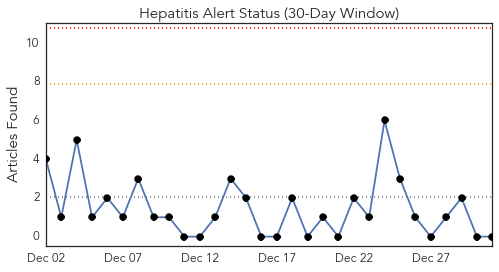 Hepatitis Alert Status (30-Day Window)
Articles Found
10
8
6
4
2
0
Dec 02 Dec 07 Dec 12 Dec 17 Dec 22 Dec 27